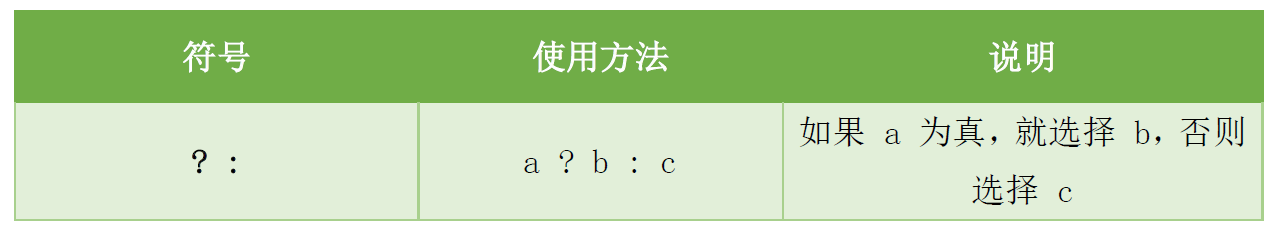 符号 使用方法 说明
? : a ? b : c 如果 a 为真，就选择 b，否则
选择 c